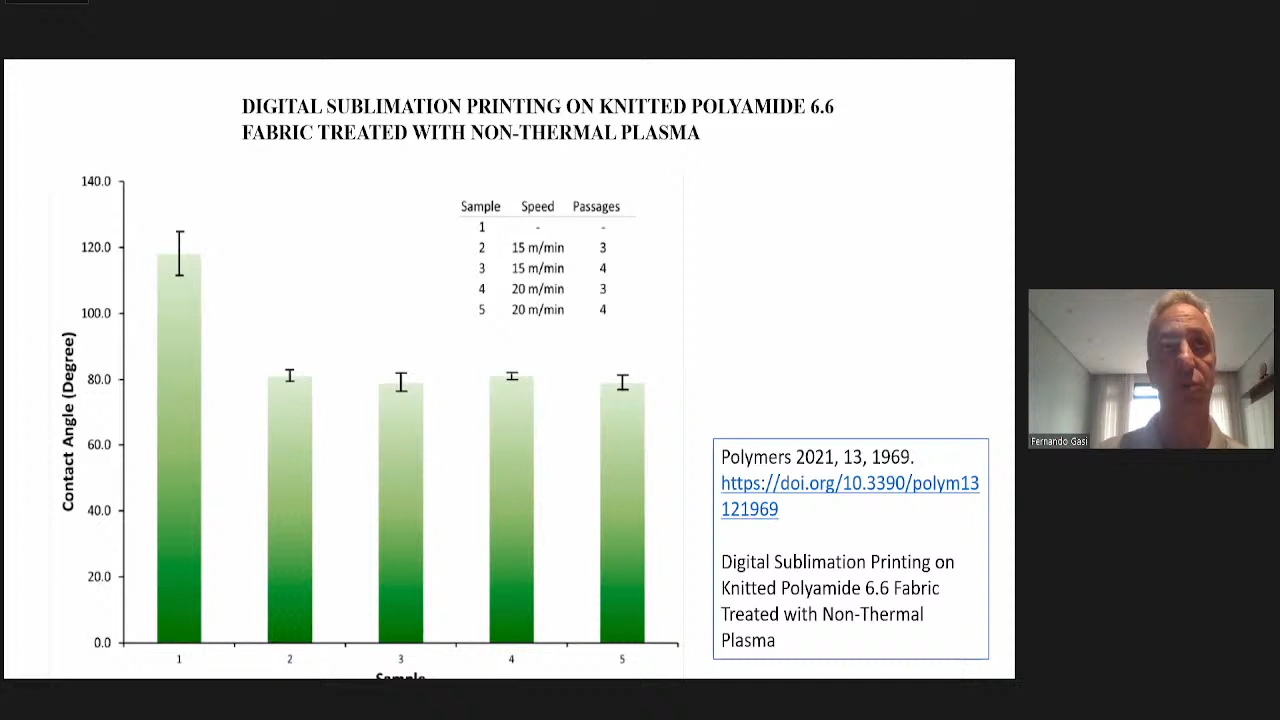 DIGITAL SUBLIMATION PRINTING ON KNITTED POLYAMIDE 6.6
FABRIC TREATED WITH NON-THERMAL PLASMA
140.0
120.0
100.0
80.0
60.0
40.0
20.0
0.0
Contact Angle (Degree)
Sample Speed Passages
1 - -
2 15 m/min 3
3 15 m/min 4
4 20 m/min 3
5 20 m/min 4
1 2 3 4 5
Sample
Polymers 2021, 13, 1969.
https://doi.org/10.3390/polym13
121969
Digital Sublimation Printing on
Knitted Polyamide 6.6 Fabric
Treated with Non-Thermal
Plasma
Fernando Gasi